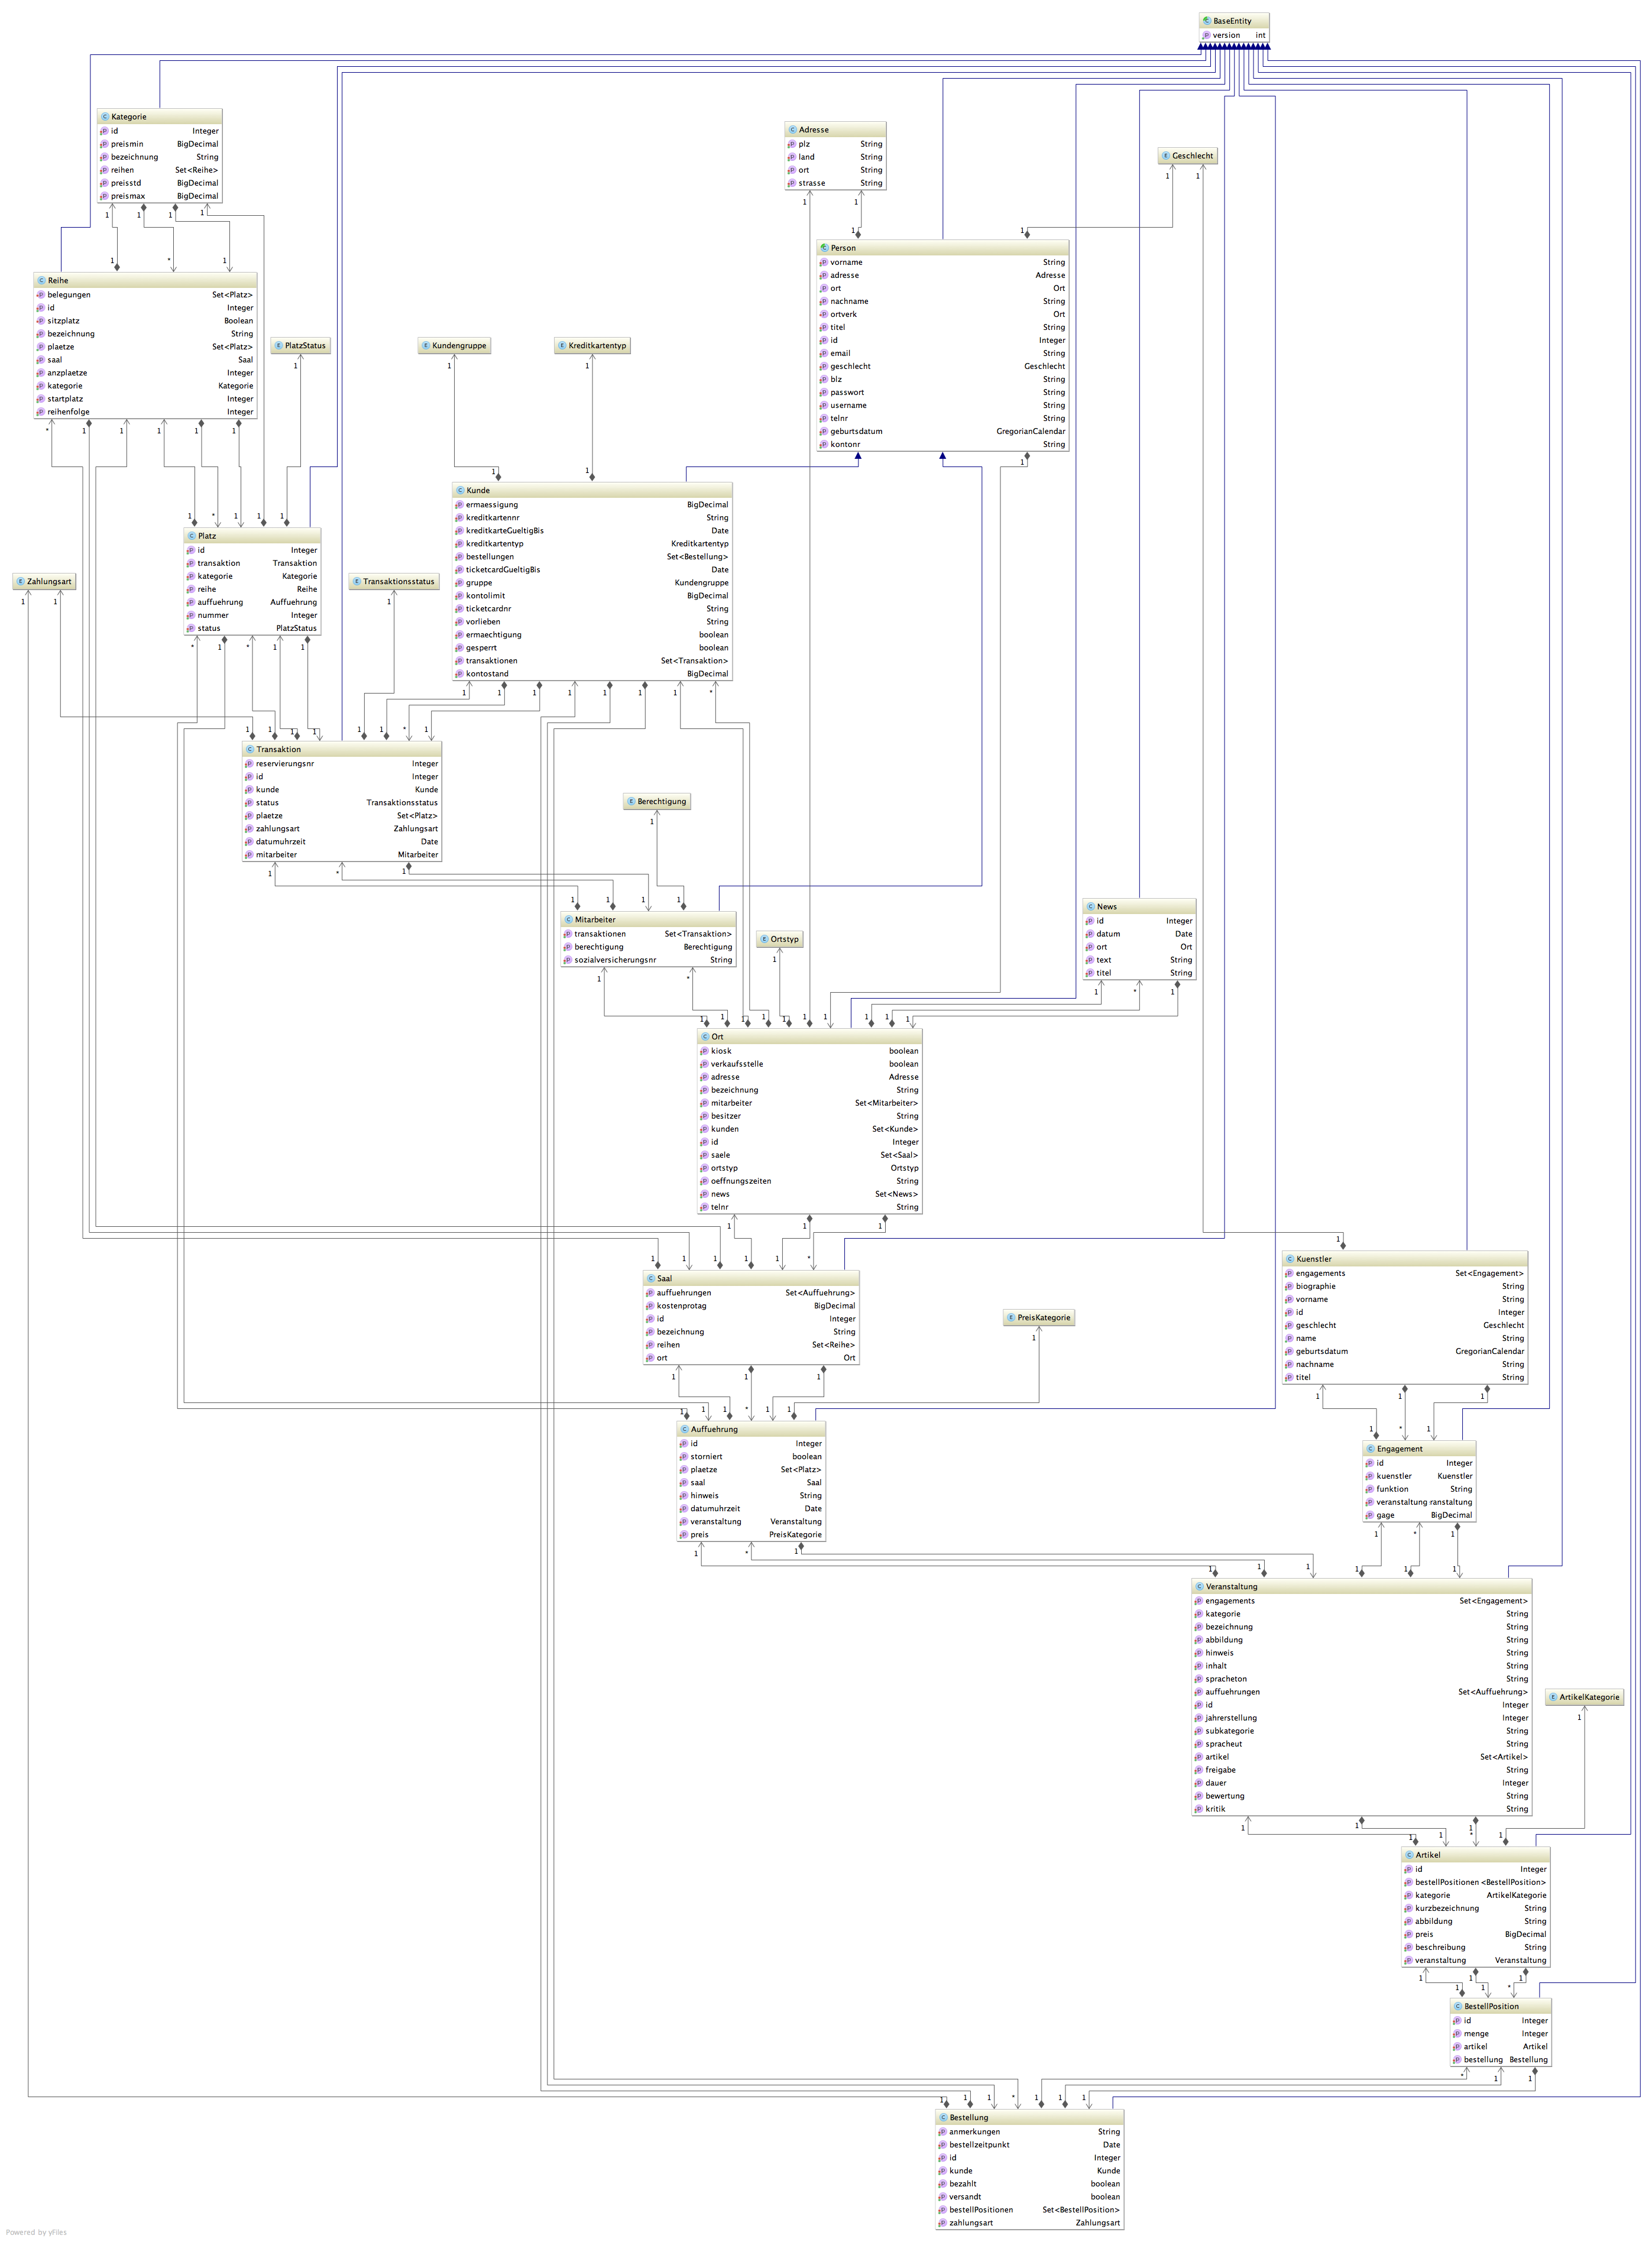 BaseEntity
version int
Kategorie
id Integer
preismin BigDecimal
bezeichnung String
reihen Set<Reihe>
preisstd BigDecimal
preismax BigDecimal
Adresse
plz String
land String
ort String
strasse String
Geschlecht
Person
vorname String
adresse Adresse
ort Ort
nachname String
ortverk Ort
titel String
id Integer
email String
geschlecht Geschlecht
blz String
passwort String
username String
telnr String
geburtsdatum GregorianCalendar
kontonr String
Reihe
belegungen Set<Platz>
id Integer
sitzplatz Boolean
bezeichnung String
plaetze Set<Platz>
saal Saal
anzplaetze Integer
kategorie Kategorie
startplatz Integer
reihenfolge Integer
PlatzStatus
Kundengruppe
Kreditkartentyp
Kunde
ermaessigung BigDecimal
kreditkartennr String
kreditkarteGueltigBis Date
kreditkartentyp Kreditkartentyp
bestellungen Set<Bestellung>
ticketcardGueltigBis Date
gruppe Kundengruppe
kontolimit BigDecimal
ticketcardnr String
vorlieben String
ermaechtigung boolean
gesperrt boolean
transaktionen Set<Transaktion>
kontostand BigDecimal
Platz
id Integer
transaktion Transaktion
kategorie Kategorie
reihe Reihe
auffuehrung Auffuehrung
nummer Integer
status PlatzStatus
Zahlungsart
Transaktionsstatus
Transaktion
reservierungsnr Integer
id Integer
kunde Kunde
status Transaktionsstatus
plaetze Set<Platz>
zahlungsart Zahlungsart
datumuhrzeit Date
mitarbeiter Mitarbeiter
Berechtigung
Mitarbeiter
transaktionen Set<Transaktion>
berechtigung Berechtigung
sozialversicherungsnr String
Ortstyp
News
id Integer
datum Date
ort Ort
text String
titel String
Ort
kiosk boolean
verkaufsstelle boolean
adresse Adresse
bezeichnung String
mitarbeiter Set<Mitarbeiter>
besitzer String
kunden Set<Kunde>
id Integer
saele Set<Saal>
ortstyp Ortstyp
oeffnungszeiten String
news Set<News>
telnr String
Saal
auffuehrungen Set<Auffuehrung>
kostenprotag BigDecimal
id Integer
bezeichnung String
reihen Set<Reihe>
ort Ort
PreisKategorie
Kuenstler
engagements Set<Engagement>
biographie String
vorname String
id Integer
geschlecht Geschlecht
name String
geburtsdatum GregorianCalendar
nachname String
titel String
Auffuehrung
id Integer
storniert boolean
plaetze Set<Platz>
saal Saal
hinweis String
datumuhrzeit Date
veranstaltung Veranstaltung
preis PreisKategorie
Engagement
id Integer
kuenstler Kuenstler
funktion String
veranstaltung ranstaltung
gage BigDecimal
Veranstaltung
engagements Set<Engagement>
kategorie String
bezeichnung String
abbildung String
hinweis String
inhalt String
spracheton String
auffuehrungen Set<Auffuehrung>
id Integer
jahrerstellung Integer
subkategorie String
spracheut String
artikel Set<Artikel>
freigabe String
dauer Integer
bewertung String
kritik String
ArtikelKategorie
Artikel
id Integer
bestellPositionen <BestellPosition>
kategorie ArtikelKategorie
kurzbezeichnung String
abbildung String
preis BigDecimal
beschreibung String
veranstaltung Veranstaltung
BestellPosition
id Integer
menge Integer
artikel Artikel
bestellung Bestellung
Bestellung
anmerkungen String
bestellzeitpunkt Date
id Integer
kunde Kunde
bezahlt boolean
versandt boolean
bestellPositionen Set<BestellPosition>
zahlungsart Zahlungsart
Powered by yFiles